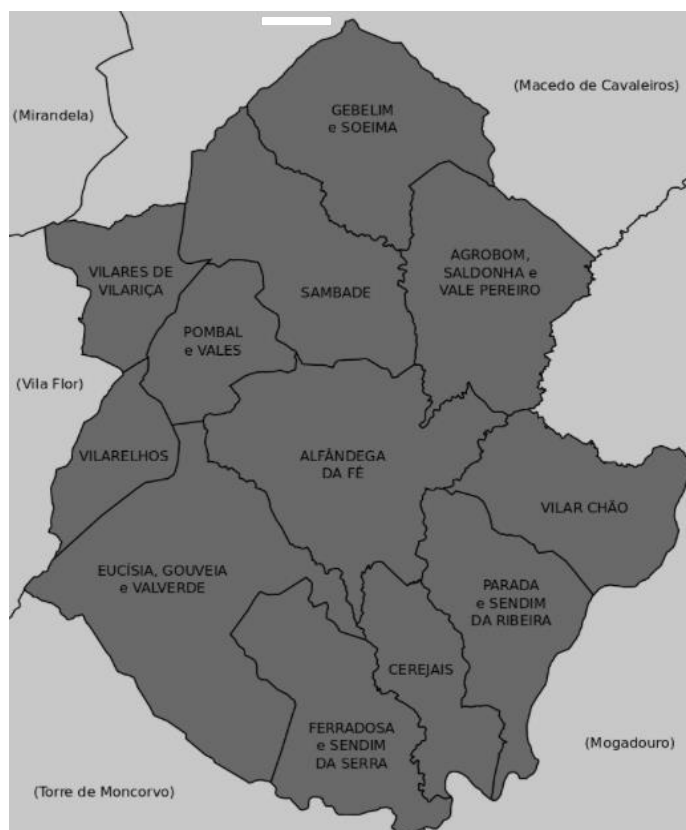 GEBELIM
e SOEIMA
(Macedo de Cavaleiros)
(Mirandela)
AGROBOM,
SALDONHA e
VALE PEREIRO
VILARES DE
VILARIÇA
SAMBADE
POMBAL
e VALES
(Vila Flor)
VILARELHOS
ALFÂNDEGA
DA FÉ
VILAR CHÃO
EUCÍSIA, GOUVEIA
e VALVERDE
PARADA
e SENDIM
DA RIBEIRA
CEREJAIS
FERRADOSA
e SENDIM
DA SERRA
(Mogadouro)
(Torre de Moncorvo)